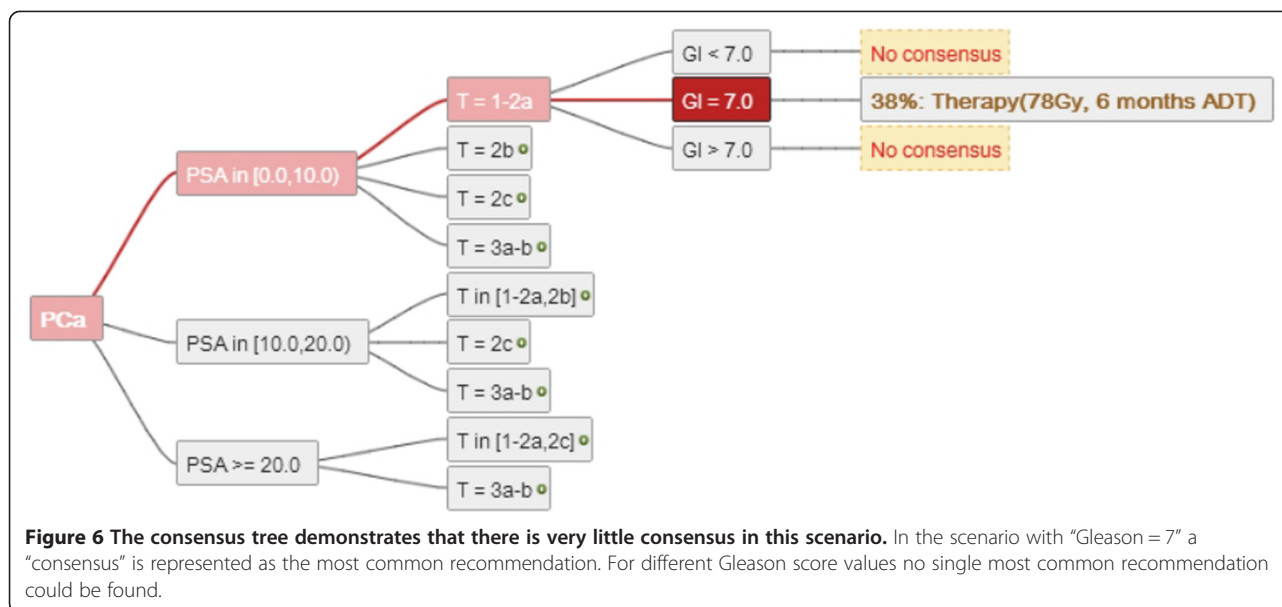 GI < 7.0
No consensus
T = 1-2a
GI = 7.0
38%: Therapy(78Gy, 6 months ADT)
GI > 7.0
No consensus
T = 2b
PSA in [0.0,10.0)
T = 2c
T = 3a-b
T in [1-2a,2b]
PCa
PSA in [10.0,20.0)
T = 2c
T = 3a-b
T in [1-2a,2c]
PSA >= 20.0
T = 3a-b
Figure 6 The consensus tree demonstrates that there is very little consensus in this scenario. In the scenario with “Gleason = 7” a
“consensus” is represented as the most common recommendation. For different Gleason score values no single most common recommendation
could be found.